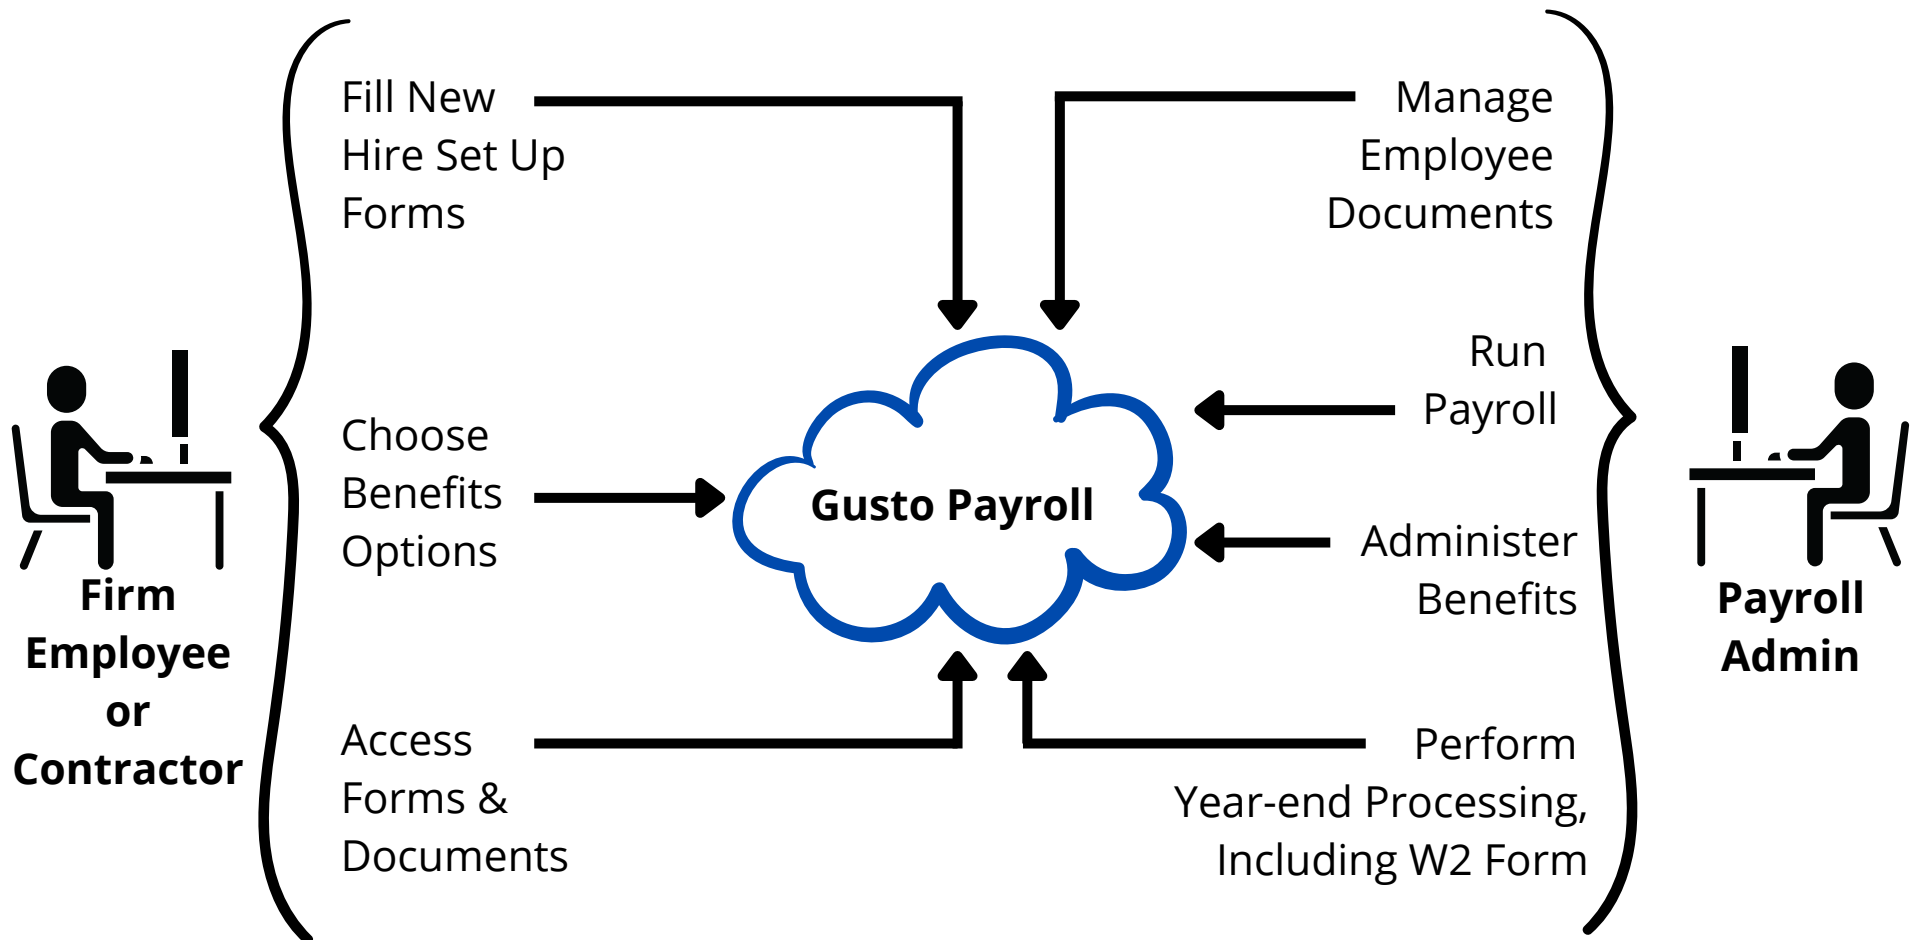 Fill New
Hire Set Up
Forms
Choose
Benefits
Options
Access
Forms &
Documents
Firm
Employee
or
Contractor
Gusto Payroll
Manage
Employee
Documents
Run
Payroll
Administer
Benefits
Perform
Year-end Processing,
Including W2 Form
Payroll
Admin